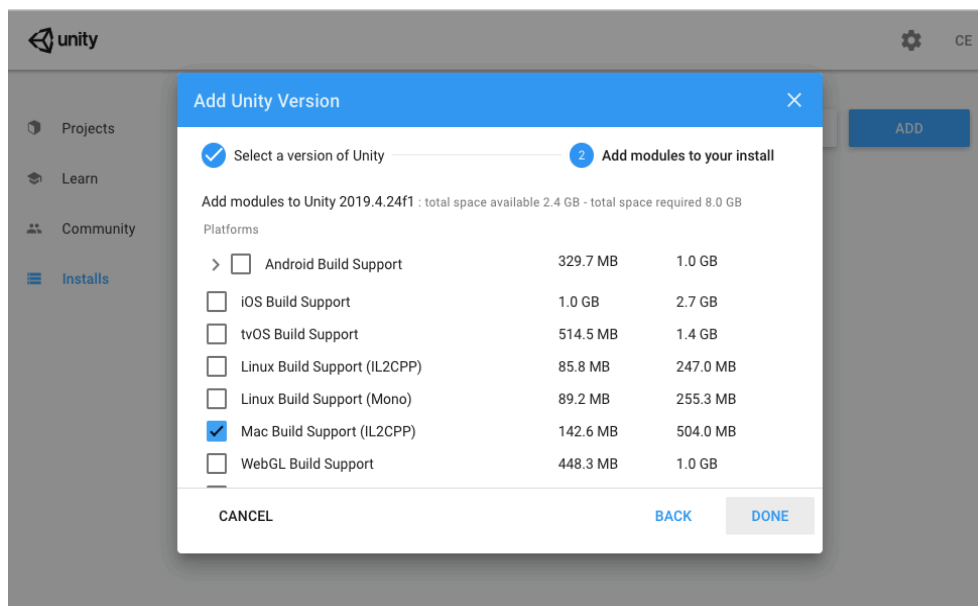 unity
CE
Add Unity Version
Projects
ADD
Select a version of Unity
2
Add modules to your install
Learn
Add modules to Unity 2019.4.24f1 : total space available 2.4 GB - total space required 8.0 GB
Community
Platforms
Android Build Support 329.7 MB 1.0 GB
Installs
iOS Build Support 1.0 GB 2.7 GB
tvOS Build Support 514.5 MB 1.4 GB
Linux Build Support (IL2CPP) 85.8 MB 247.0 MB
Linux Build Support (Mono) 89.2 MB 255.3 MB
Mac Build Support (IL2CPP) 142.6 MB 504.0 MB
WebGL Build Support 448.3 MB 1.0 GB
CANCEL
BACK
DONE